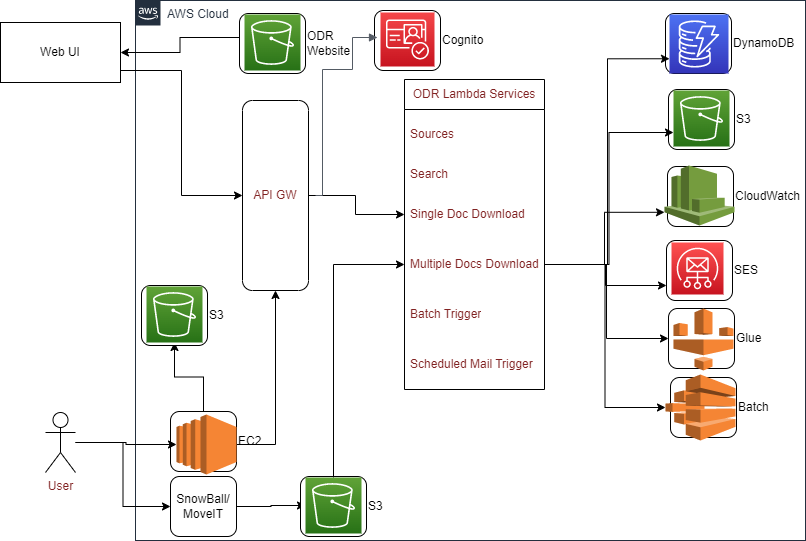 aws
AWS Cloud
Web UI
ODR
Website
Cognito
DynamoDB
ODR Lambda Services
Sources
Search
Single Doc Download
Multiple Docs Download
Batch Trigger
Scheduled Mail Trigger
API GW
S3
CloudWatch
SES
Glue
Batch
S3
EC2
User
SnowBall/
MoveIT
S3